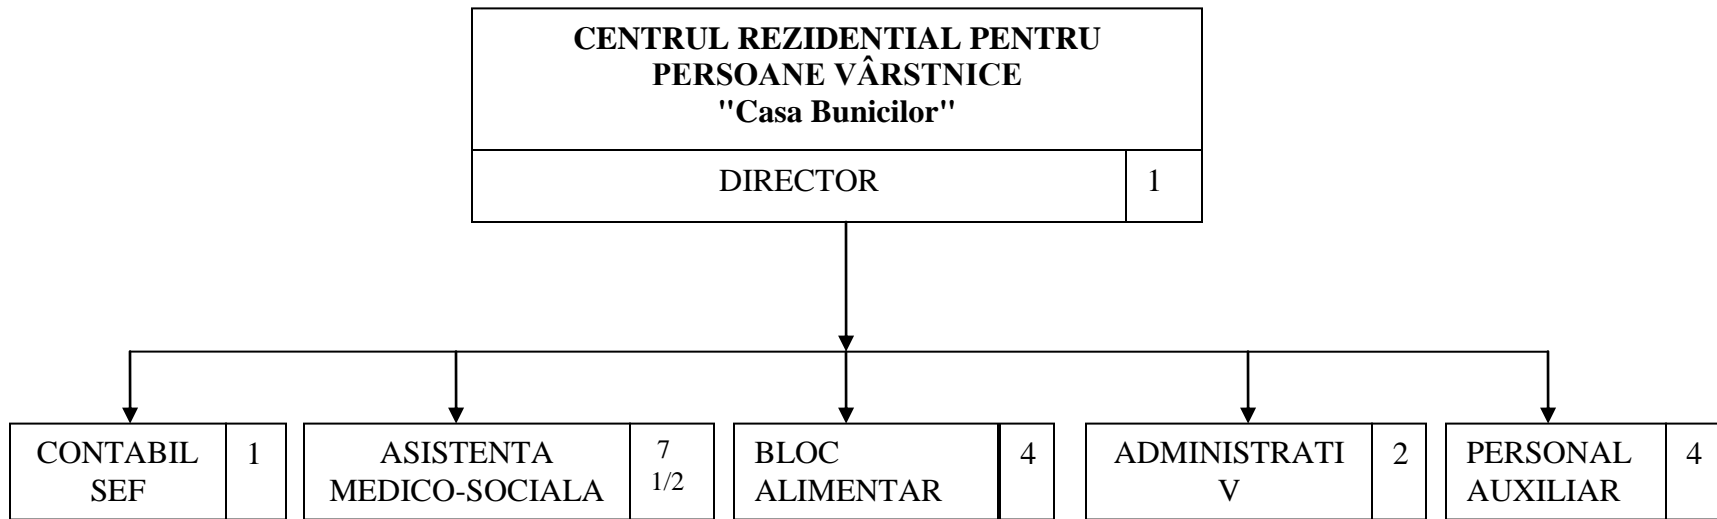 CENTRUL REZIDENTIAL PENTRU
PERSOANE VÂRSTNICE
"Casa Bunicilor"
DIRECTOR 1
CONTABIL
SEF
1
ASISTENTA
MEDICO-SOCIALA
7
1/2
BLOC
ALIMENTAR
4
ADMINISTRATI
V
2
PERSONAL
AUXILIAR
4